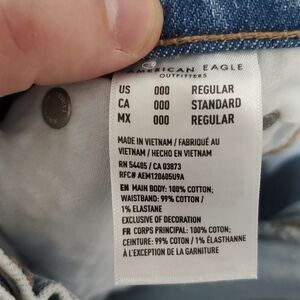 AMERICAN EAGLE
OUTFITTERS
US 000 REGULAR
CA 000 STANDARD
MX 000 REGULAR
MADE IN VIETNAM / FABRIQUÉ AU
VIETNAM / HECHO EN VIETNAM
RN 54485 / CA 03873
RFC# AEM120605U9A
EN MAIN BODY: 100% COTTON;
WAISTBAND: 99% COTTON /
1% ELASTANE
EXCLUSIVE OF DECORATION
FR CORPS PRINCIPAL: 100% COTON;
CEINTURE: 99% COTON / 1% ÉLASTHANNE
À L'EXCEPTION DE LA GARNITURE